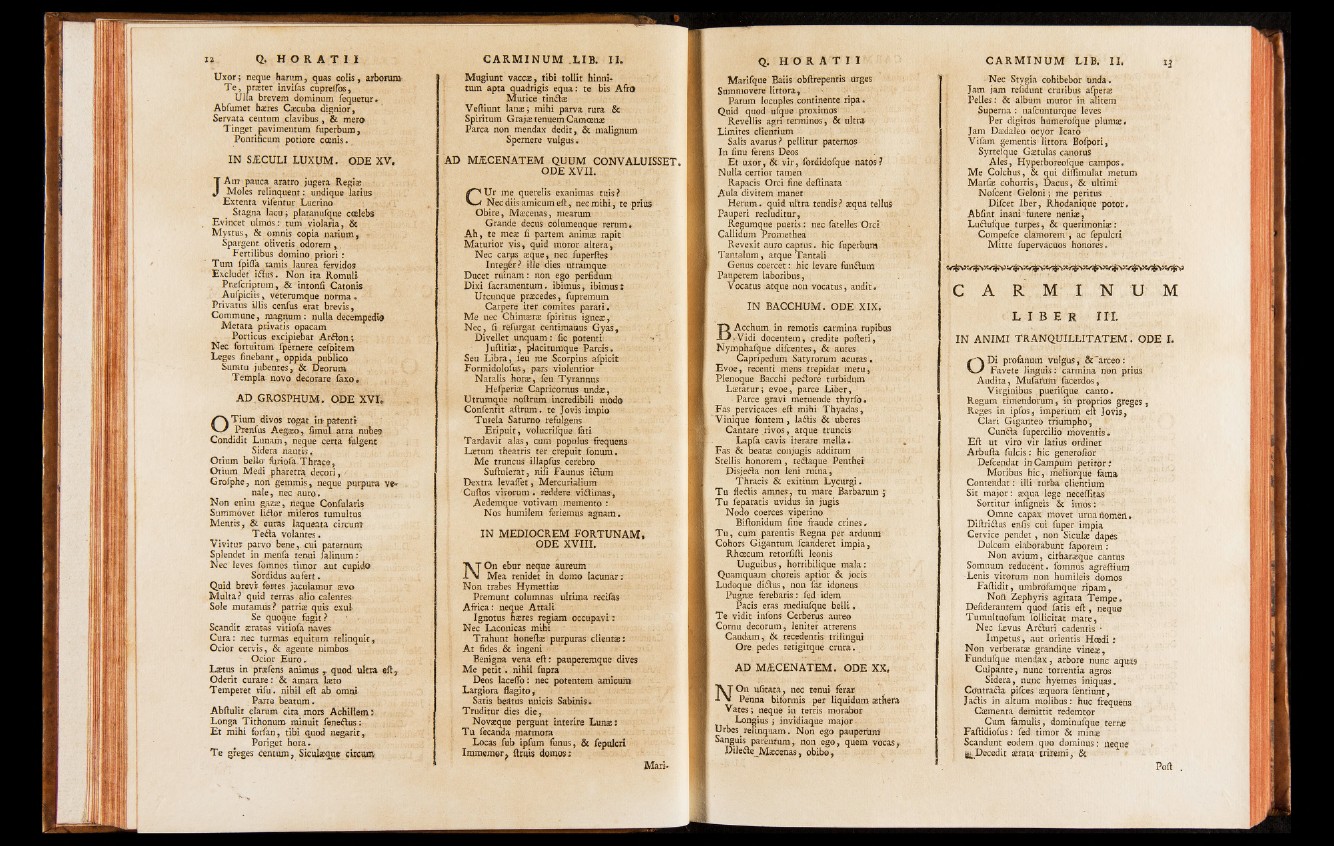 12 Q. HORATII
Uxor; neque harum, quas colis, arborum
Te, præter invisas cupressos,
Ulla brevem dominum sequetur.
Absumet hæres Cæcuba dignior,
Servata centum clavibus, & mero
Tinget pavimentum superbum,
Pontificum potiore cœnis.
IN SÆCULI LUXUM. ODE XV.
JAm pauca aratro jugera Regiæ
Moles relinquent: undique latius
Extenta visentur Lucrino
Stagna lacu; platanusque cœlebs
Evincet ulmos: tum violaria, &
Myrtus, & omnis copia narium,
Spargent olivetis odorem,
Fertilibus domino priori:
Tum spissa ramis laurea fervidos
Excludet ictus. Non ita Romuli
Præscriptum, & intonsi Catonis
Auspiciis, veterumque norma.
Privatus illis census erat brevis,
Commune, magnum: nulla decempedis
Metata privatis opacam
Porticus excipiebat Arcton;
Nec fortuitum spernere cespitem
Leges sinebant, oppida publico
Sumtu jubentes, & Deorum
Templa novo decorare saxo.
AD GROSPHUM. ODE XVI.
OTium divos rogat in patenti
Prensus Aegæo, simul atra nubes
Condidit Lunam, neque certa fulgent
Sidera nautis.
Otium bello furiosa Thrace,
Otium Medi pharetra decori,
Grosphe, non gemmis, neque purpura ve-
nale, nec auro.
Non enim gazæ, neque Consularis
Summovet lictor miseros tumultus
Mentis, & curas laqueata circum
Tecta volantes.
Vivitur parvo bene, cui paternum
Splendet in mensa tenui salinum:
Nec leves somnos timor aut cupido
Sordidus aufert.
Quid brevi fortes jaculamur ævo
Multa? quid terras alio calentes
Sole mutamus? patriæ quis exul
Se quoque fugit?
Scandit æratas vitiosa naves
Cura: nec turmas equitum relinquit,
Ocior cervis, & agente nimbos
Ocior Euro.
Lætus in præsens animus, quod ultra est,
Oderit curare: & amara læto
Temperet risu. nihil est ab omni
Parte beatum.
Abstulit clarum cita mors Achillem:
Longa Tithonum minuit senectus:
Et mihi forsan, tibi quod negarit,
Poriget hora.
Te greges centum, Siculæque circum
CARMINUM LIB. II.
Mugiunt vaccæ, tibi tollit hinni-
tum apta quadrigis equa: te bis Afro
Murice tinctæ
Vestiunt lanæ; mihi parva rura &
Spiritum Grajæ tenuem Camœnæ
Parca non mendax dedit, & malignum
Spernere vulgus.
AD MÆCENATEM QUUM CONVALUISSET.
ODE XVII.
CUr me querelis exanimas tuis?
Nec diis amicum est, nec mihi, te prius
Obire, Mæcenas, mearum
Grande decus columenque rerum.
Ah, te meæ si partem animæ rapit
Maturior vis, quid moror altera,
Nec carus æque, nec superstes
Integer? ille dies utramque
Ducet ruinam: non ego perfidum
Dixi sacramentum. ibimus, ibimus:
Utcunque præcedes, supremum
Carpere iter comites parati.
Me nec Chimæræ spiritus igneæ,
Nec, si resurgat centimanus Gyas,
Divellet unquam: sic potenti
Justitiæ, placitumque Parcis.
Seu Libra, seu me Scorpius aspicit
Formidolosus, pars violentior
Natalis horæ, seu Tyrannus
Hesperiæ Capricornus undæ,
Utrumque nostrum incredibili modo
Consentit astrum. te Jovis impio
Tutela Saturno refulgens
Eripuit, volucrisque fati
Tardavit alas, cum populus frequens
Lætum theatris ter crepuit sonum.
Me truncus illapsus cerebro
Sustulerat, nisi Faunus ictum
Dextra levasset, Mercurialium
Custos virorum. reddere victimas,
Aedemque votivam memento:
Nos humilem feriemus agnam.
IN MEDIOCREM FORTUNAM.
ODE XVIII.
NOn ebur neque aureum
Mea renidet in domo lacunar:
Non trabes Hymettiæ
Premunt columnas ultima recisas
Africa: neque Attali
Ignotus hæres regiam occupavi:
Nec Laconicas mihi
Trahunt honestæ purpuras clientæ:
At fides & ingeni
Benigna vena est: pauperemque dives
Me petit. nihil supra
Deos lacesso: nec potentem amicum
Largiora flagito,
Satis beatus unicis Sabinis.
Truditur dies die,
Novæque pergunt interire Lunæ:
Tu secanda marmora
Locas sub ipsum funus, & sepulcri
Immemor, struis domos:
Mari-
Q. HORATII
Marisque Baiis obstrepentis urges
Summovere littora,
Parum locuples continente ripa.
Quid quod usque proximos
Revellis agri terminos, & ultra
Limites clientium
Salis avarus? pellitur paternos
In sinu ferens Deos
Et uxor, & vir, sordidosque natos?
Nulla certior tamen
Rapacis Orci fine destinata
Aula divitem manet
Herum. quid ultra tendis? æqua tellus
Pauperi recluditur,
Regumque pueris: nec satelles Orci
Callidum Promethea
Revexit auro captus. hic superbum
Tantalum, atque Tantali
Genus coercet: hic levare functum
Pauperem laboribus,
Vocatus atque non vocatus, audit.
IN BACCHUM. ODE XIX.
BAcchum in remotis carmina rupibus
Vidi docentem, credite posteri,
Nymphasque discentes, & aures
Capripedum Satyrorum acutas.
Evoe, recenti mens trepidat metu,
Plenoque Bacchi pectore turbidum
Lætatur; evoe, parce Liber,
Parce gravi metuende thyrso.
Fas pervicaces est mihi Thyadas,
Vinique fontem, lactis & uberes
Cantare rivos, atque truncis
Lapsa cavis iterare mella.
Fas & beatæ conjugis additum
Stellis honorem, tectaque Penthei
Disjecta non leni ruina,
Thracis & exitium Lycurgi.
Tu flectis amnes, tu mare Barbarum;
Tu separatis uvidus in jugis
Nodo coerces viperino
Bistonidum sine fraude crines.
Tu, cum parentis Regna per arduum
Cohors Gigantum scanderet impia,
Rhœcum retorsisti leonis
Unguibus, horribilique mala:
Quamquam choreis aptior & jocis
Ludoque dictus, non sat idoneus
Pugnæ ferebaris: sed idem
Pacis eras mediusque belli.
Te vidit insons Cerberus aureo
Cornu decorum, leniter atterens
Caudam, & recedentis trilingui
Ore pedes tetigitque crura.
AD MÆCENATEM. ODE XX.
NOn usitata, nec tenui ferar
Penna biformis per liquidum æthera
Vates; neque in terris morabor
Longius; invidiaque major
Urbes relinquam. Non ego pauperum
Sanguis parentum, non ego, quem vocas,
Dilecte Mæcenas, obibo,
CARMINUM LIB. II. 13
Nec Stygia cohibebor unda.
Jam jam residunt cruribus asperæ
Pelles: & album mutor in alitem
Superna: nascunturque leves
Per digitos humerosque plumæ.
Jam Dædaleo ocyor Icaro
Visam gementis littora Bospori,
Syrtesque Gætulas canorus
Ales, Hyperboreosque campos.
Me Colchus, & qui dissimulat metum
Marsæ cohortis, Dacus, & ultimi
Noscent Geloni; me peritus
Discet Iber, Rhodanique potor.
Absint inani funere neniæ,
Luctusque turpes, & querimoniæ:
Compesce clamorem, ac sepulcri
Mitte supervacuos honores.
CARMINUM
LIBER III.
IN ANIMI TRANQUILLITATEM. ODE I.
ODi profanum vulgus, & arceo:
Favete linguis: carmina non prius
Audita, Musarum sacerdos,
Virginibus puerisque canto.
Regum timendorum, in proprios greges,
Reges in ipsos, imperium est Jovis,
Clari Giganteo triumpho,
Cuncta supercilio moventis.
Est ut viro vir latius ordinet
Arbusta sulcis: hic generosior
Descendat in Campum petitor:
Moribus hic, meliorque fama
Contendat: illi turba clientium
Sit major: æqua lege necessitas
Sortitur insigneis & imos:
Omne capax movet urna nomen.
Districtus ensis cui super impia
Cervice pendet, non Siculæ dapes
Dulcem elaborabunt saporem:
Non avium, citharæque cantus
Somnum reducent. somnus agrestium
Lenis virorum non humileis domos
Fastidit, umbrosamque ripam,
Non Zephyris agitata Tempe.
Desiderantem quod satis est, neque
Tumultuosum sollicitat mare,
Nec sævus Arcturi cadentis
Impetus, aut orientis Hœdi:
Non verberatæ grandine vineæ,
Fundusque mendax, arbore nunc aquas
Culpante, nunc torrentia agros
Sidera, nunc hyemes iniquas.
Contracta pisces æquora sentiunt,
Jactis in altum molibus: huc frequens
Cæmenta demittit redemtor
Cum famulis, dominusque terræ
Fastidiosus: sed timor & minæ
Scandunt eodem quo dominus: neque
Decedit ærata triremi, &
Post